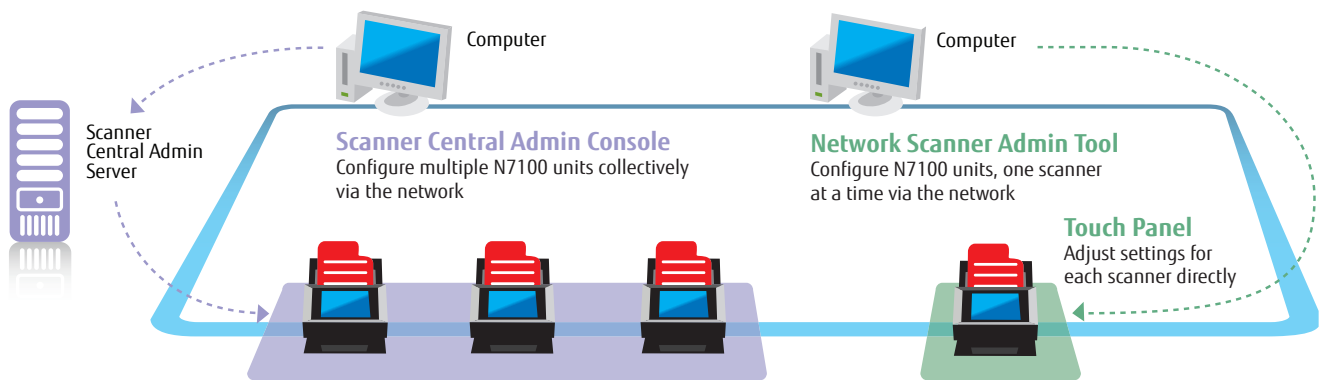 Computer
Computer
Scanner
Central Admin
Server
Scanner Central Admin Console
Configure multiple N7100 units collectively
via the network
Network Scanner Admin Tool
Configure N7100 units, one scanner
at a time via the network
Touch Panel
Adjust settings for
each scanner directly